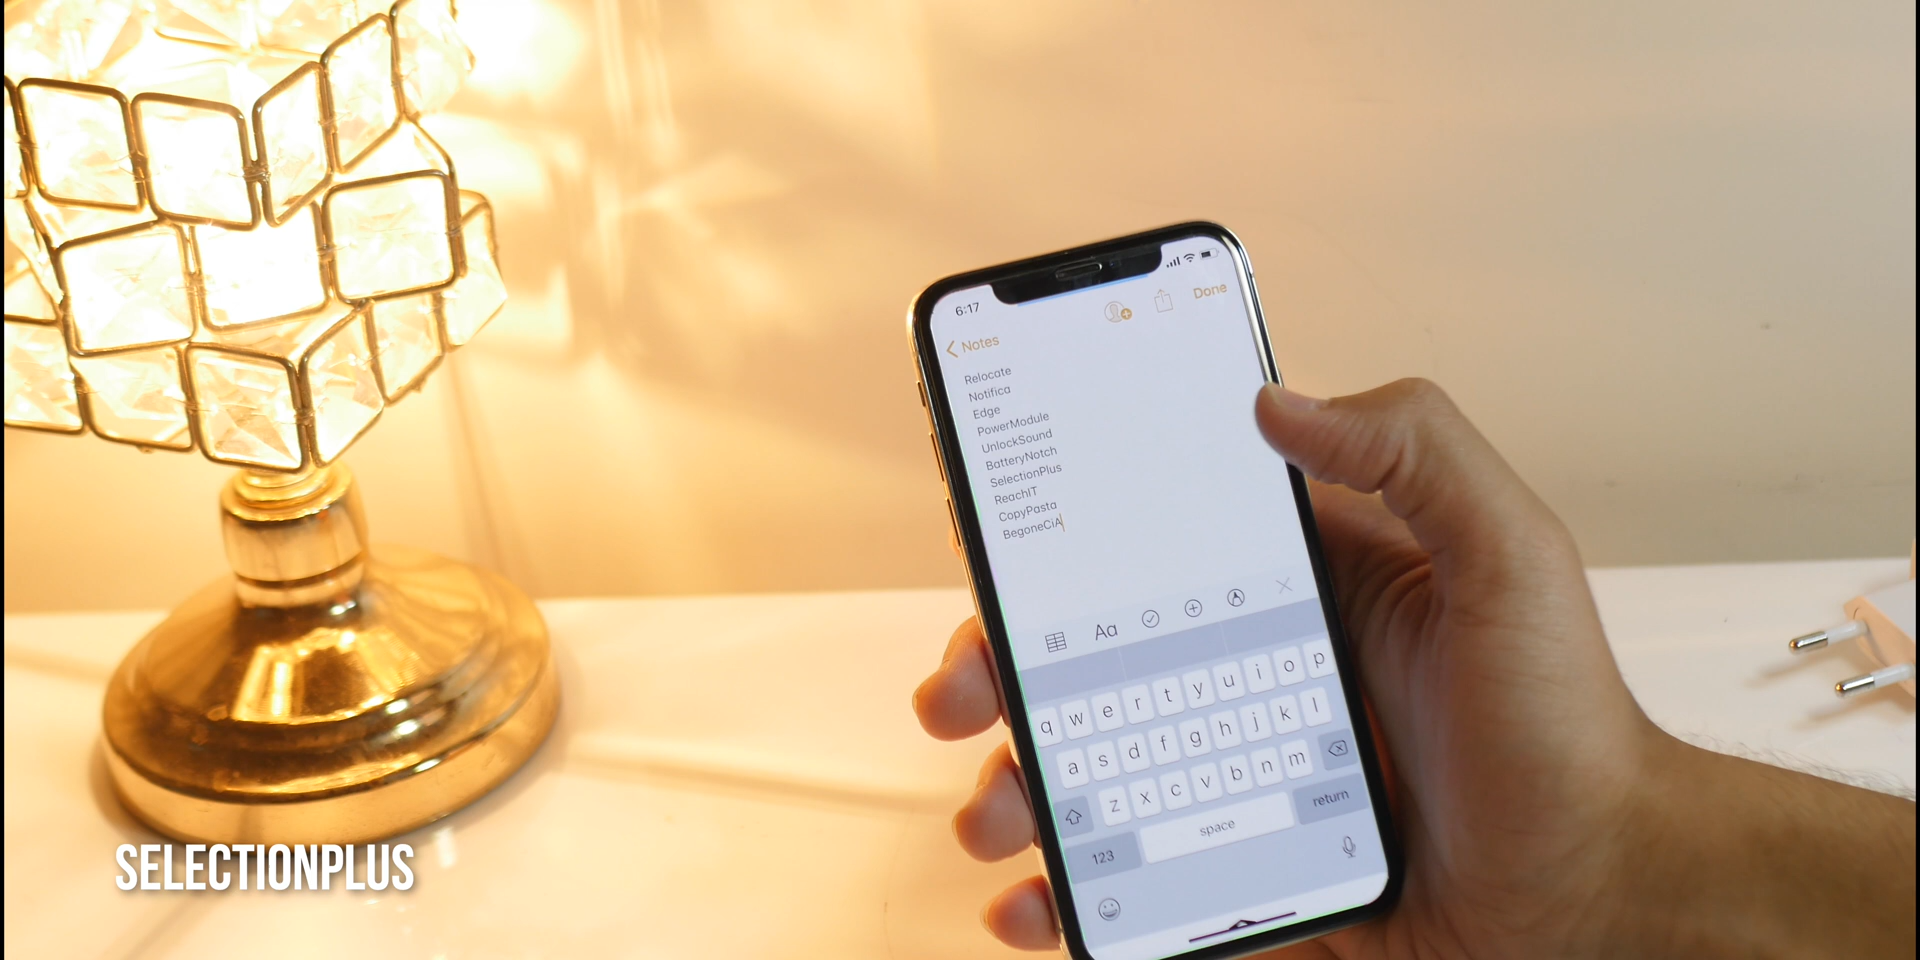 6:17
Done
Notes
Relocate
Notifica
Edge
PowerModule
UnlockSound
BatteryNotch
SelectionPlus
ReachIT
CopyPasta
BegoneCiA
Aa
q w e r t y u i o p
a s d f g h j k l
z x c v b n m
123 space return
SELECTIONPLUS